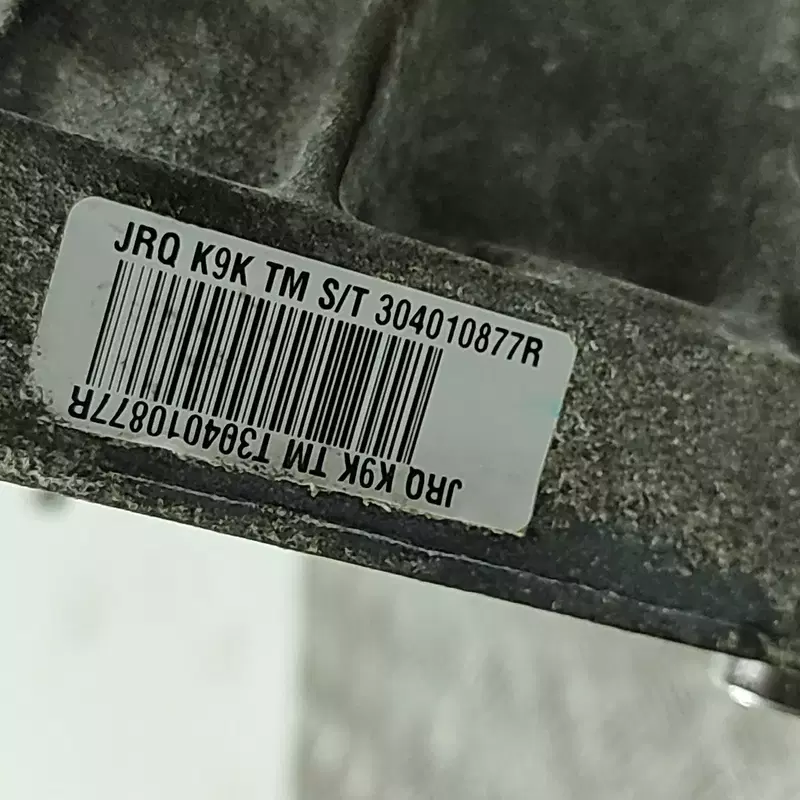 JRQ K9K TM S/T 304010877R
JRQ K9K TM T304010877R